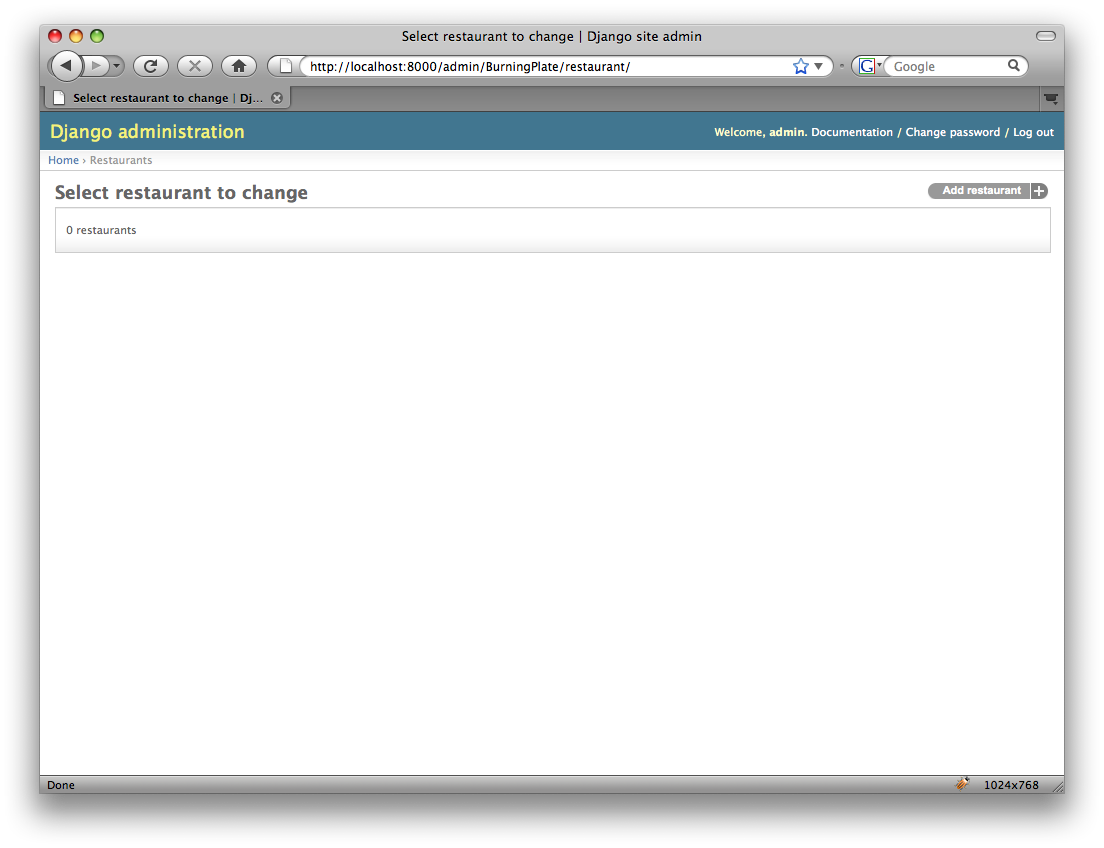 Select restaurant to change | Django site admin
http://localhost:8000/admin/BurningPlate/restaurant/
G Google
Select restaurant to change | Dj...
Django administration
Welcome, admin. Documentation / Change password / Log out
Home › Restaurants
Select restaurant to change
Add restaurant +
0 restaurants
Done
1024x768